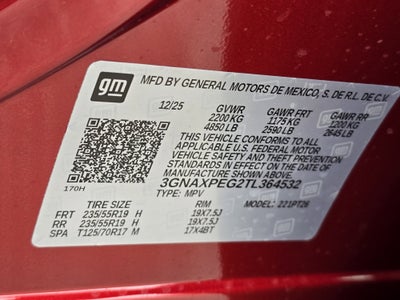 gm
MFD BY GENERAL MOTORS DE MEXICO, S. DE R.L. DE C.V.
12/25 GVWR GAWR FRT GAWR RR
2200 KG 1175 KG 1200 KG
4850 LB 2590 LB 2645 LB
THIS VEHICLE CONFORMS TO ALL
APPLICABLE U.S. FEDERAL MOTOR
VEHICLE SAFETY AND THEFT PREVENTION
STANDARDS IN EFFECT ON THE DATE OF
MANUFACTURE SHOWN ABOVE.
3GNAXPEG2TL364532
170H
TYPE: MPV MODEL: 221PT26
TIRE SIZE RIM
FRT 235/55R19 H 19X7.5J
RR 235/55R19 H 19X7.5J
SPA T125/70R17 M 17X4BT